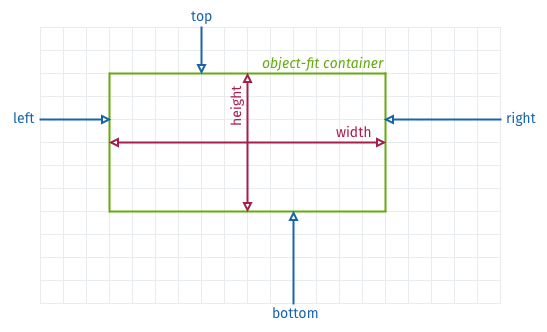 top
object-fit container
height
left
right
width
bottom